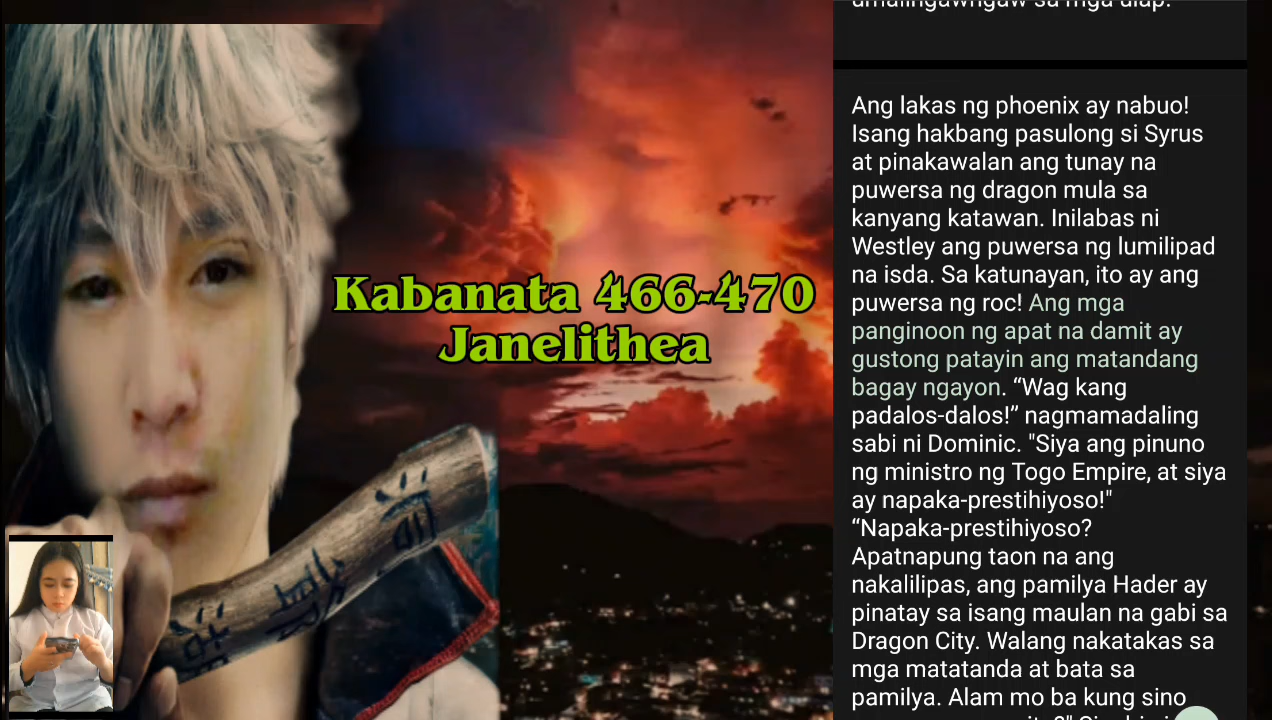 Kabanata 466-470
Janelithea
umalingawngaw sa mga ulap.
Ang lakas ng phoenix ay nabuo!
Isang hakbang pasulong si Syrus
at pinakawalan ang tunay na
puwersa ng dragon mula sa
kanyang katawan. Inilabas ni
Westley ang puwersa ng lumilipad
na isda. Sa katunayan, ito ay ang
puwersa ng roc! Ang mga
panginoon ng apat na damit ay
gustong patayin ang matandang
bagay ngayon. “Wag kang
padalos-dalos!” nagmamadaling
sabi ni Dominic. "Siya ang pinuno
ng ministro ng Togo Empire, at siya
ay napaka-prestihiyoso!"
“Napaka-prestihiyoso?
Apatnapung taon na ang
nakalilipas, ang pamilya Hader ay
pinatay sa isang maulan na gabi sa
Dragon City. Walang nakatakas sa
mga matatanda at bata sa
pamilya. Alam mo ba kung sino